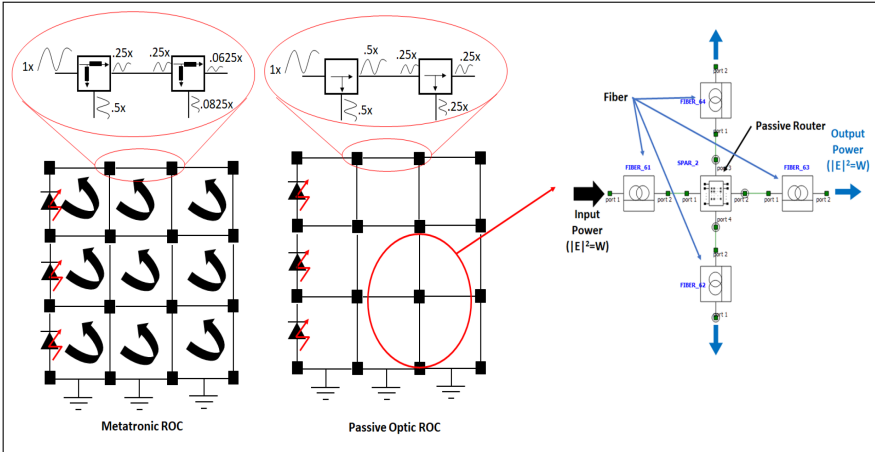 1x
.25x
.25x
.0625x
.5x
.0825x
Metatronic ROC
1x
.5x
.25x
.25x
.5x
.25x
Passive Optic ROC
port 2
FIBER_64
port 1
Fiber
Passive Router
SPAR_2
port 3
FIBER_61
port 1
port 2
port 1
port 2
port 4
FIBER_63
port 1
port 2
Output
Power
(|E|²=W)
Input
Power
(|E|²=W)
port 2
FIBER_62
port 1